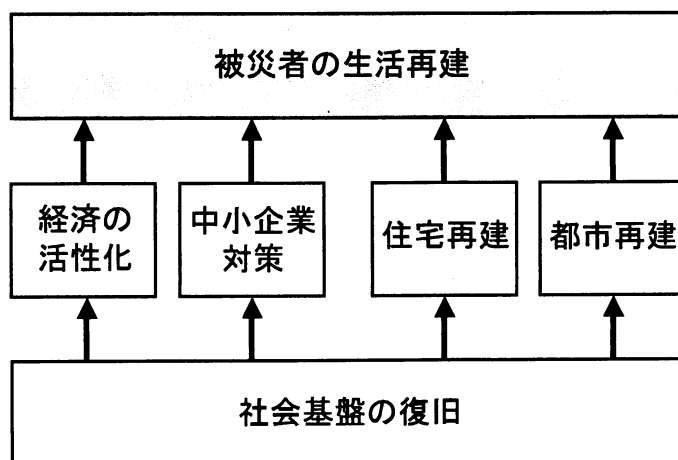 被災者の生活再建
経済の
活性化
中小企業
対策
住宅再建
都市再建
社会基盤の復旧